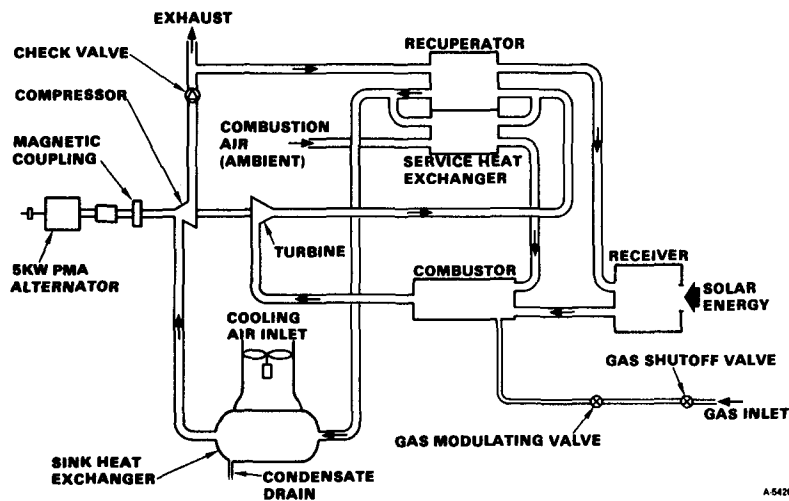 EXHAUST
CHECK VALVE
RECUPERATOR
COMPRESSOR
MAGNETIC
COUPLING
COMBUSTION
AIR
(AMBIENT)
SERVICE HEAT
EXCHANGER
5KW PMA
ALTERNATOR
TURBINE
COMBUSTOR
RECEIVER
SOLAR
ENERGY
COOLING
AIR INLET
GAS SHUTOFF VALVE
GAS INLET
GAS MODULATING VALVE
SINK HEAT
EXCHANGER
CONDENSATE
DRAIN